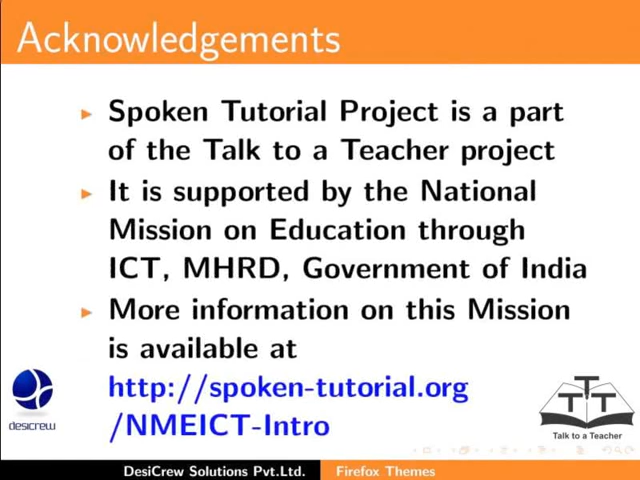 Acknowledgements
Spoken Tutorial Project is a part
of the Talk to a Teacher project
It is supported by the National
Mission on Education through
ICT, MHRD, Government of India
More information on this Mission
is available at
http://spoken-tutorial.org
/NMEICT-Intro
desicrew
TTT
Talk to a Teacher
DesiCrew Solutions Pvt.Ltd.
Firefox Themes